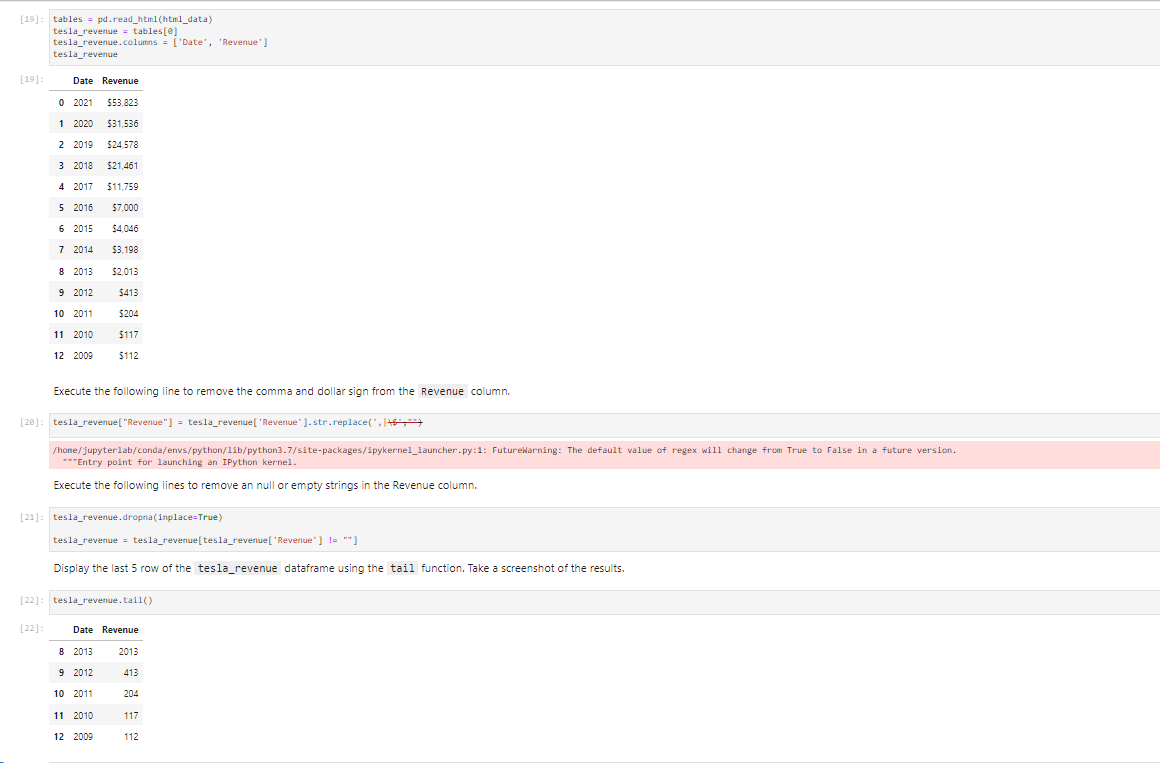 [19]: tables = pd.read_html(html_data)
tesla_revenue = tables[0]
tesla_revenue.columns = ['Date', 'Revenue']
tesla_revenue
[19]: Date Revenue
0 2021 $53,823
1 2020 $31,536
2 2019 $24,578
3 2018 $21,461
4 2017 $11,759
5 2016 $7,000
6 2015 $4,046
7 2014 $3,198
8 2013 $2,013
9 2012 $413
10 2011 $204
11 2010 $117
12 2009 $112
Execute the following line to remove the comma and dollar sign from the Revenue column.
[20]: tesla_revenue["Revenue"] = tesla_revenue['Revenue'].str.replace(',|\$',"")
/home/jupyterlab/conda/envs/python/lib/python3.7/site-packages/ipykernel_launcher.py:1: FutureWarning: The default value of regex will change from True to False in a future version.
"""Entry point for launching an IPython kernel.
Execute the following lines to remove an null or empty strings in the Revenue column.
[21]: tesla_revenue.dropna(inplace=True)
tesla_revenue = tesla_revenue[tesla_revenue['Revenue'] != ""]
Display the last 5 row of the tesla_revenue dataframe using the tail function. Take a screenshot of the results.
[22]: tesla_revenue.tail()
[22]: Date Revenue
8 2013 2013
9 2012 413
10 2011 204
11 2010 117
12 2009 112